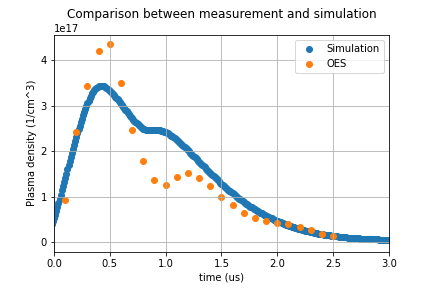 Comparison between measurement and simulation
1e17
Simulation
OES
4
3
2
1
0
Plasma density (1/cm^3)
0.0 0.5 1.0 1.5 2.0 2.5 3.0
time (us)